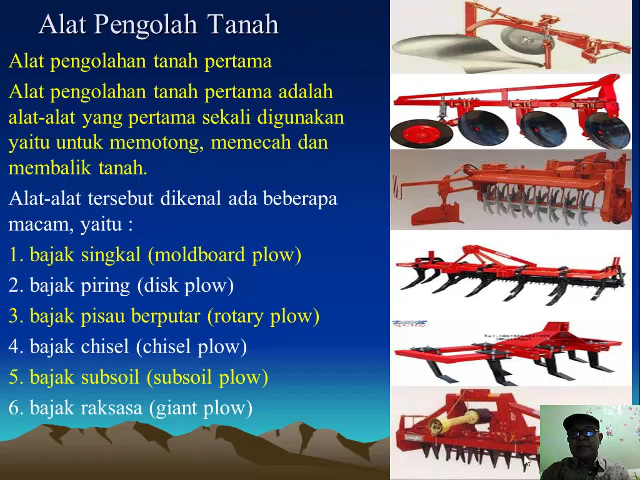 Alat Pengolah Tanah
Alat pengolahan tanah pertama
Alat pengolahan tanah pertama adalah
alat-alat yang pertama sekali digunakan
yaitu untuk memotong, memecah dan
membalik tanah.
Alat-alat tersebut dikenal ada beberapa
macam, yaitu :
1. bajak singkal (moldboard plow)
2. bajak piring (disk plow)
3. bajak pisau berputar (rotary plow)
4. bajak chisel (chisel plow)
5. bajak subsoil (subsoil plow)
6. bajak raksasa (giant plow)